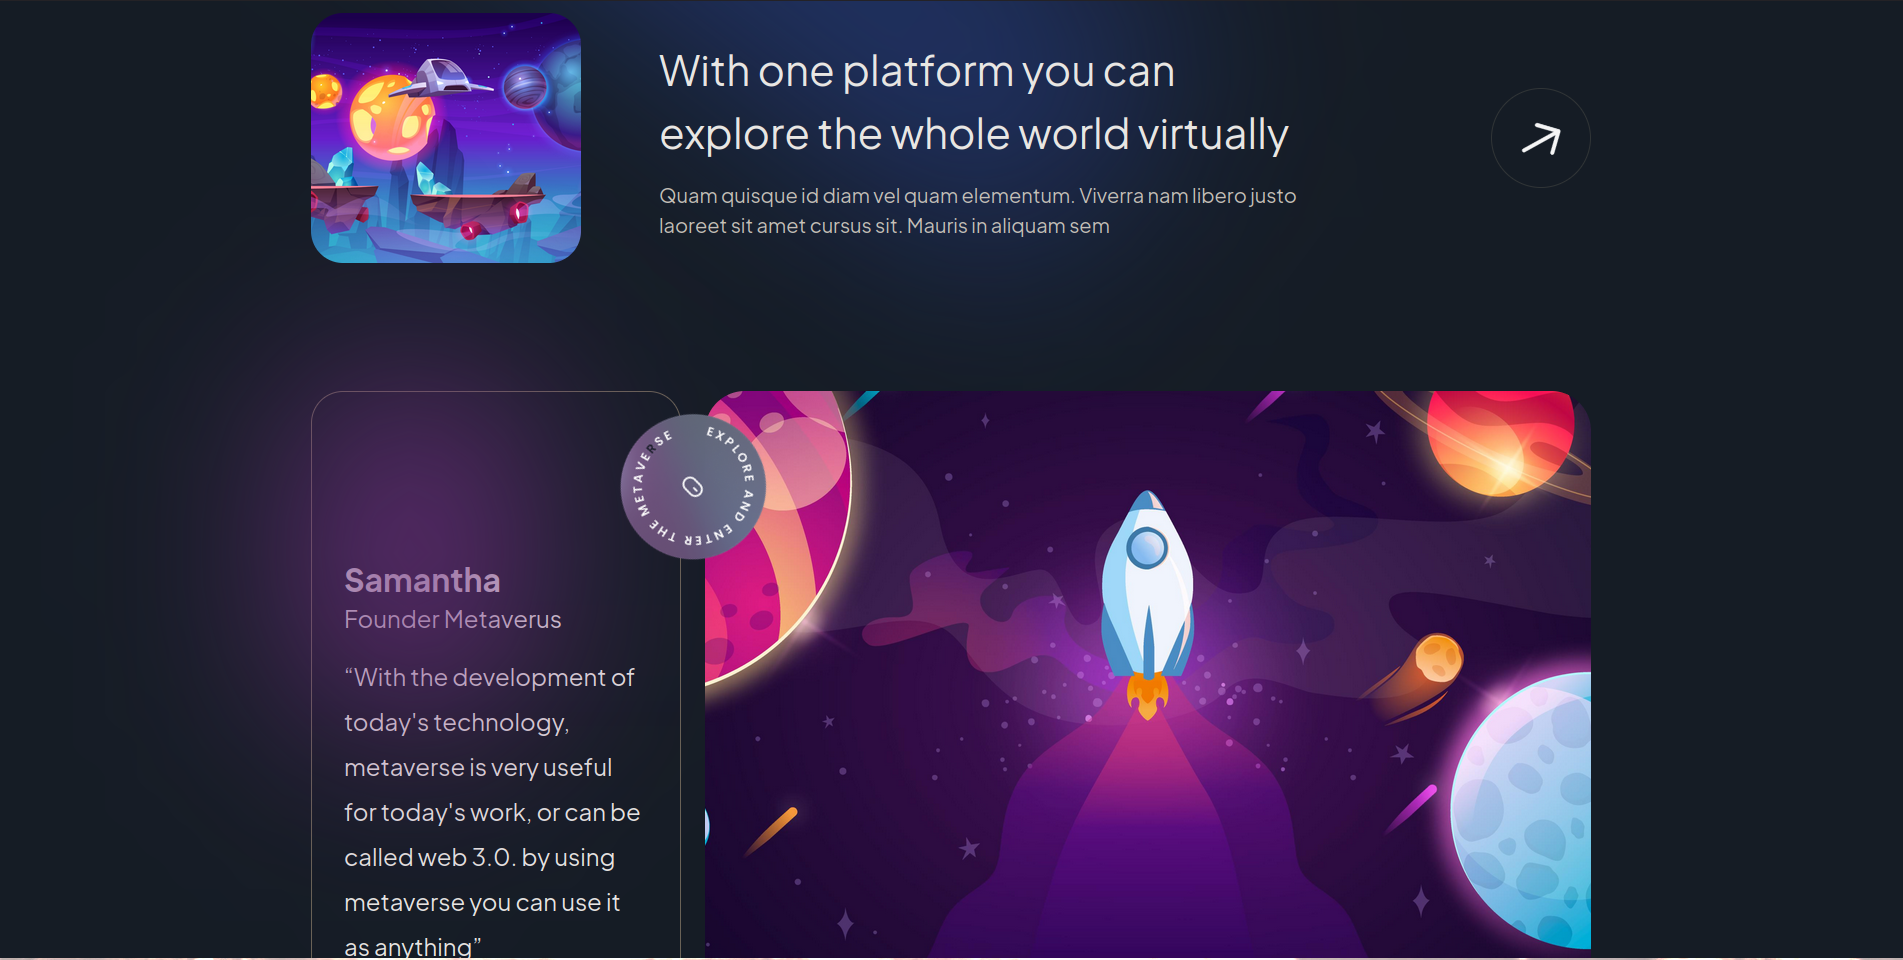 With one platform you can
explore the whole world virtually
Quam quisque id diam vel quam elementum. Viverra nam libero justo
laoreet sit amet cursus sit. Mauris in aliquam sem
EXPLORE AND ENTER THE METAVERSE
Samantha
Founder Metaverus
“With the development of
today's technology,
metaverse is very useful
for today's work, or can be
called web 3.0. by using
metaverse you can use it
as anything”